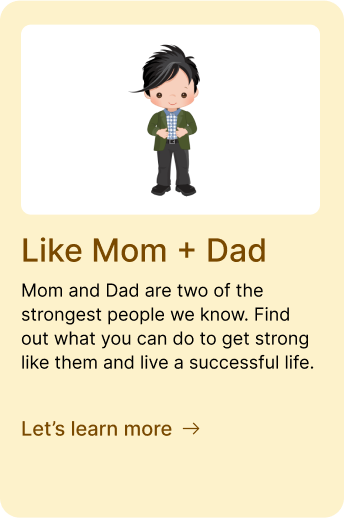 Like Mom + Dad
Mom and Dad are two of the
strongest people we know. Find
out what you can do to get strong
like them and live a successful life.
Let’s learn more →